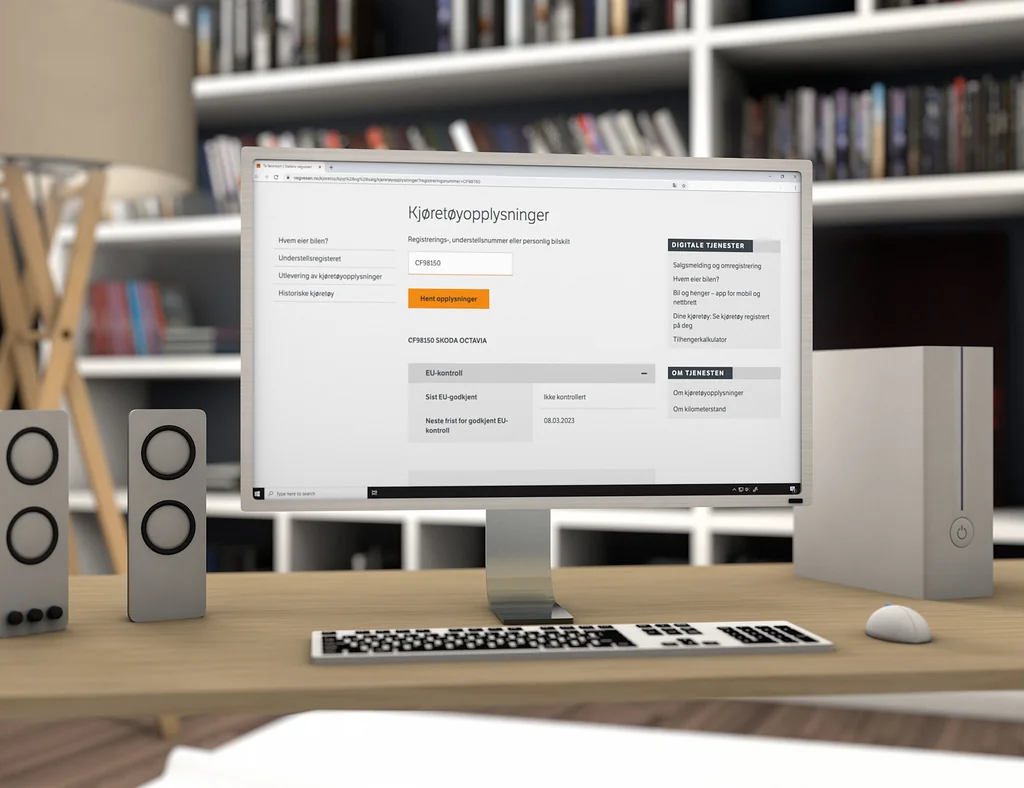 Kjøretøyopplysninger
Hvem eier bilen?
Understellsregisteret
Utlevering av kjøretøyopplysninger
Historiske kjøretøy
Registrerings-, understellsnummer eller personlig bilskilt
CF98150
Hent opplysninger
CF98150 SKODA OCTAVIA
EU-kontroll
Sist EU-godkjent
Ikke kontrollert
Neste frist for godkjent EU-
kontroll
08.03.2023
DIGITALE TJENESTER
Salgsmelding og omregistrering
Hvem eier bilen?
Bil og henger – app for mobil og
nettbrett
Dine kjøretøy: Se kjøretøy registrert
på deg
Tilhengerkalkulator
OM TJENESTEN
Om kjøretøyopplysninger
Om kilometerstand
Type here to search